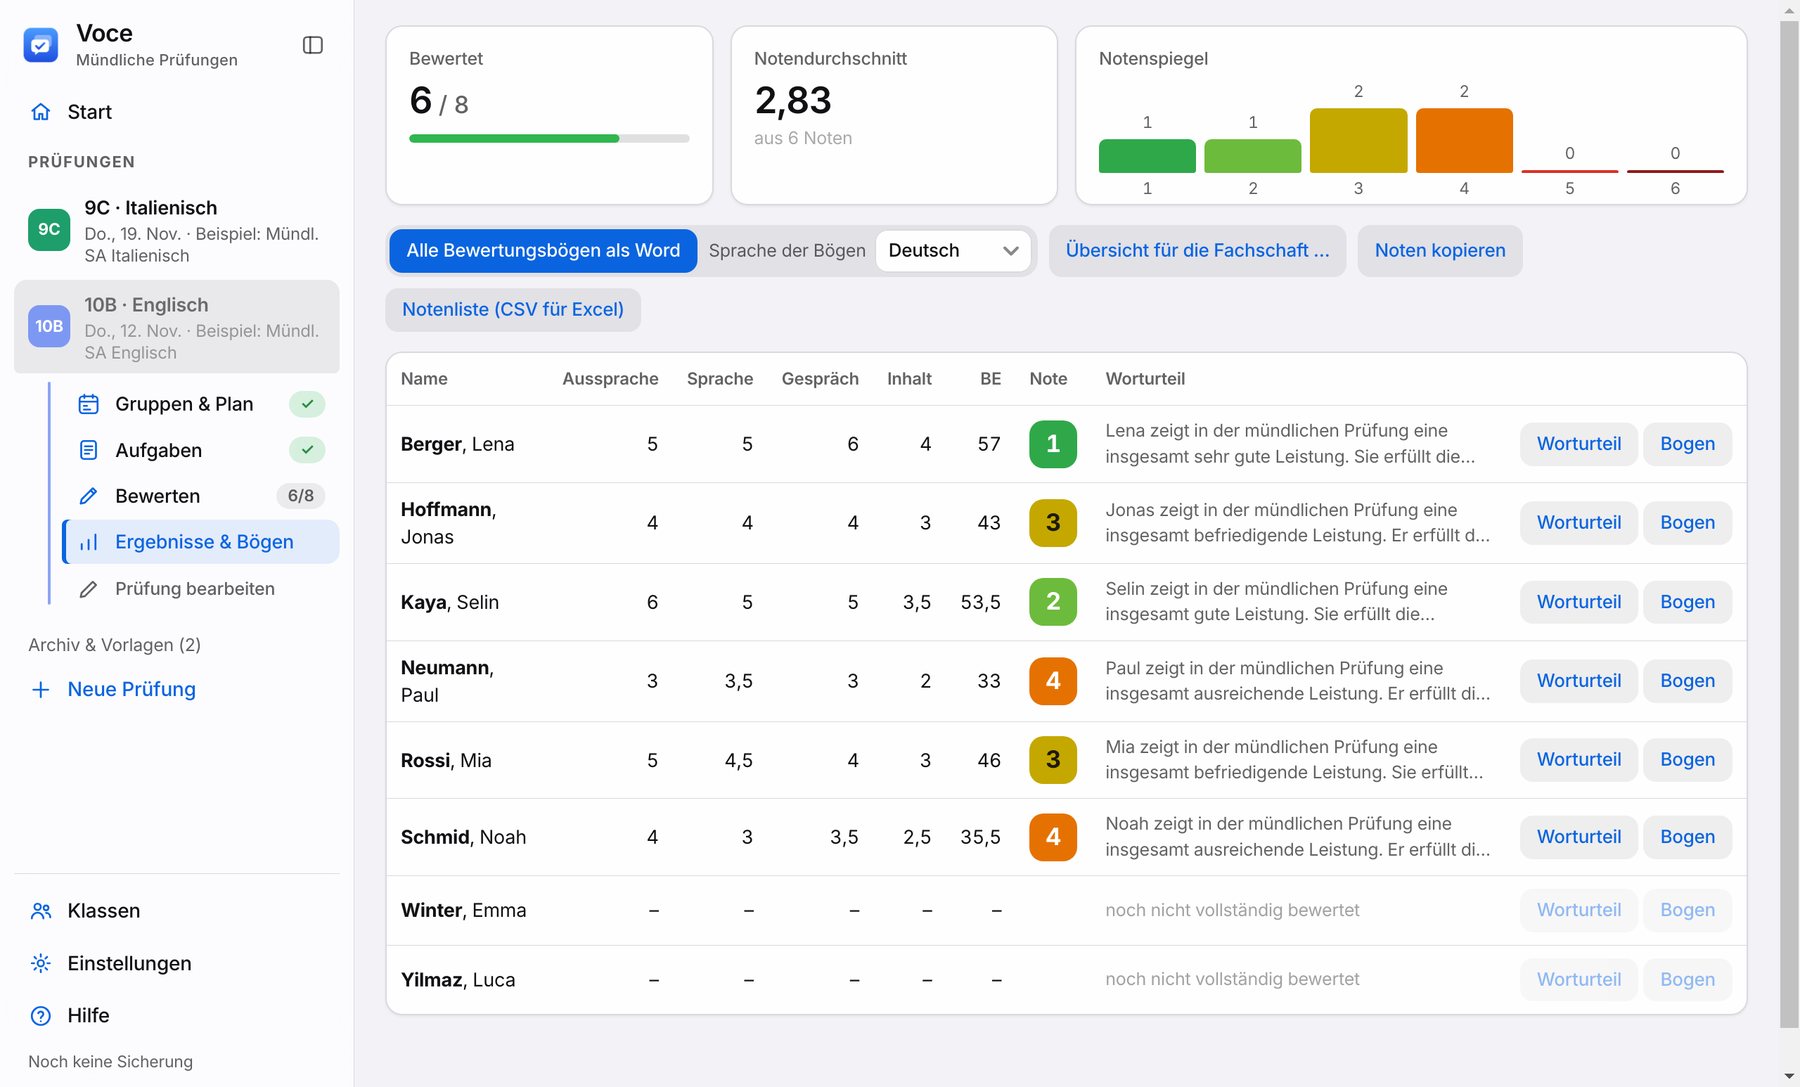 Voce
Mündliche Prüfungen
Start
PRÜFUNGEN
9C
9C · Italienisch
Do., 19. Nov. · Beispiel: Mündl.
SA Italienisch
10B
10B · Englisch
Do., 12. Nov. · Beispiel: Mündl.
SA Englisch
Gruppen & Plan
Aufgaben
Bewerten 6/8
Ergebnisse & Bögen
Prüfung bearbeiten
Archiv & Vorlagen (2)
Neue Prüfung
Klassen
Einstellungen
Hilfe
Noch keine Sicherung
Bewertet
6 / 8
Notendurchschnitt
2,83
aus 6 Noten
Notenspiegel
1 1 2 2 0 0
1 2 3 4 5 6
Alle Bewertungsbögen als Word Sprache der Bögen Deutsch Übersicht für die Fachschaft ... Noten kopieren
Notenliste (CSV für Excel)
Name Aussprache Sprache Gespräch Inhalt BE Note Worturteil
Berger, Lena 5 5 6 4 57 1 Lena zeigt in der mündlichen Prüfung eine
insgesamt sehr gute Leistung. Sie erfüllt die... Worturteil Bogen
Hoffmann,
Jonas 4 4 4 3 43 3 Jonas zeigt in der mündlichen Prüfung eine
insgesamt befriedigende Leistung. Er erfüllt d... Worturteil Bogen
Kaya, Selin 6 5 5 3,5 53,5 2 Selin zeigt in der mündlichen Prüfung eine
insgesamt gute Leistung. Sie erfüllt die... Worturteil Bogen
Neumann,
Paul 3 3,5 3 2 33 4 Paul zeigt in der mündlichen Prüfung eine
insgesamt ausreichende Leistung. Er erfüllt di... Worturteil Bogen
Rossi, Mia 5 4,5 4 3 46 3 Mia zeigt in der mündlichen Prüfung eine
insgesamt befriedigende Leistung. Sie erfüllt... Worturteil Bogen
Schmid, Noah 4 3 3,5 2,5 35,5 4 Noah zeigt in der mündlichen Prüfung eine
insgesamt ausreichende Leistung. Er erfüllt di... Worturteil Bogen
Winter, Emma – – – – – noch nicht vollständig bewertet Worturteil Bogen
Yilmaz, Luca – – – – – noch nicht vollständig bewertet Worturteil Bogen